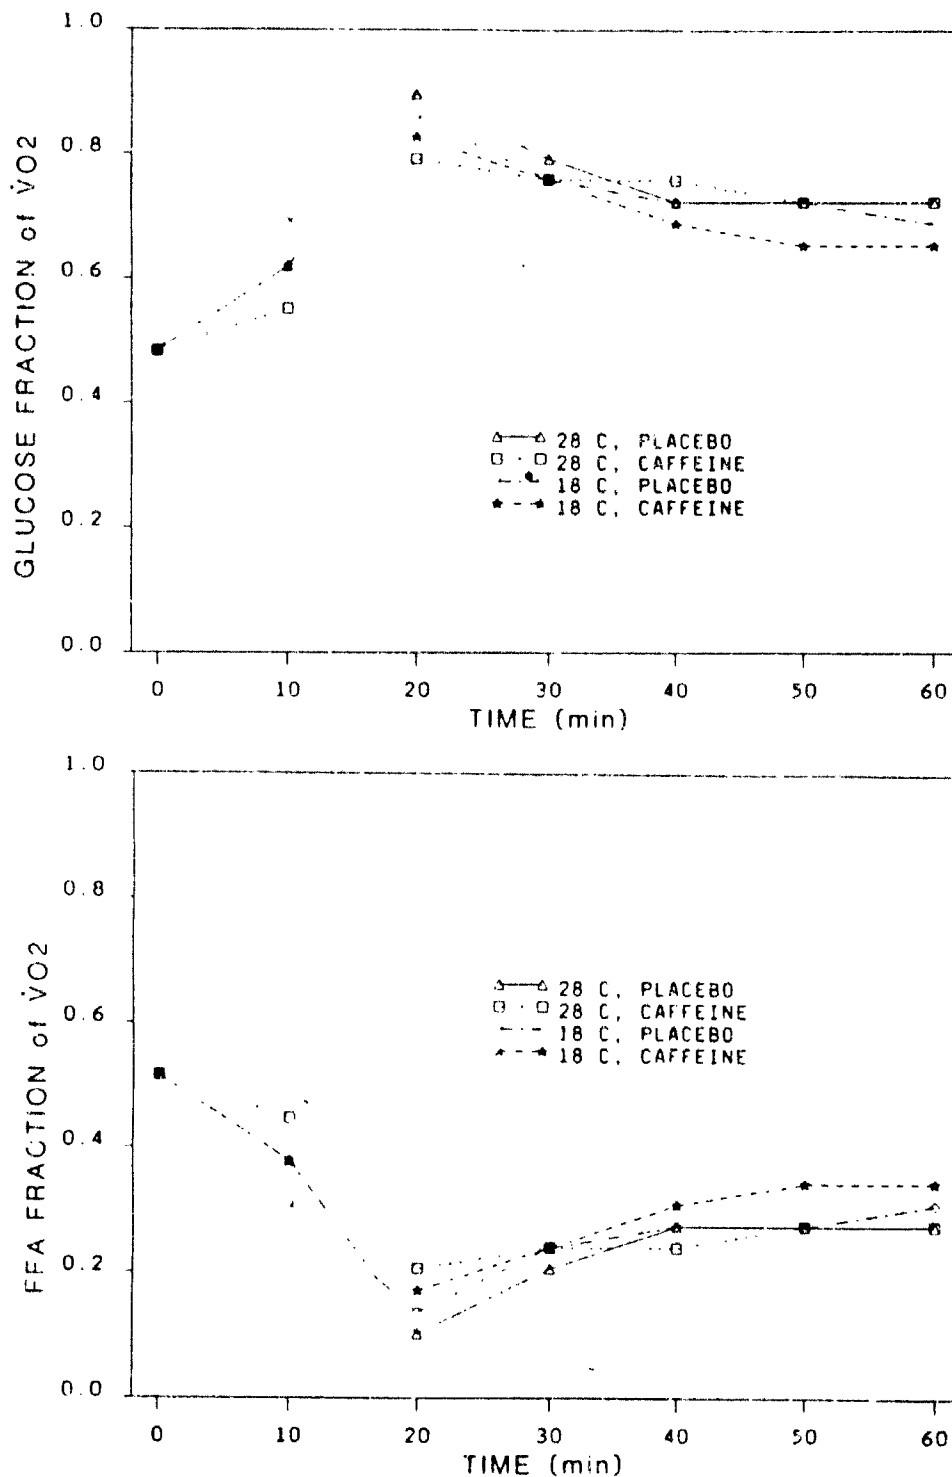 GLUCOSE FRACTION of V̇O2
1.0
0.8
0.6
0.4
0.2
0.0
28 C, PLACEBO
28 C, CAFFEINE
18 C, PLACEBO
18 C, CAFFEINE
0 10 20 30 40 50 60
TIME (min)
FFA FRACTION of V̇O2
1.0
0.8
0.6
0.4
0.2
0.0
28 C, PLACEBO
28 C, CAFFEINE
18 C, PLACEBO
18 C, CAFFEINE
0 10 20 30 40 50 60
TIME (min)